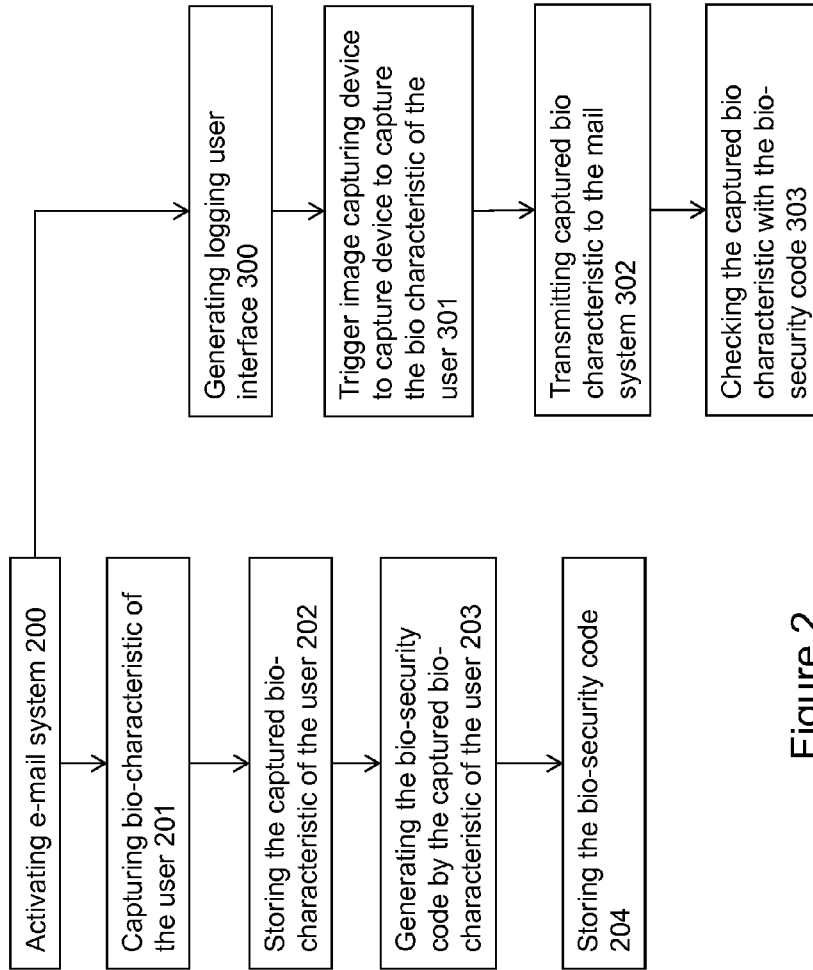 Activating e-mail system 200
Capturing bio-characteristic of
the user 201
Storing the captured bio-
characteristic of the user 202
Generating the bio-security
code by the captured bio-
characteristic of the user 203
Storing the bio-security code
204
Generating logging user
interface 300
Trigger image capturing device
to capture device to capture
the bio characteristic of the
user 301
Transmitting captured bio
characteristic to the mail
system 302
Checking the captured bio
characteristic with the bio-
security code 303
Figure 2